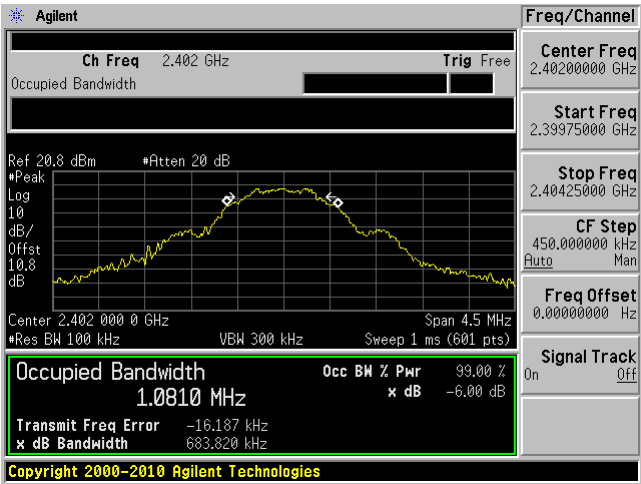 Agilent
Freq/Channel
Ch Freq 2.402 GHz Trig Free
Occupied Bandwidth
Center Freq
2.40200000 GHz
Start Freq
2.39975000 GHz
Stop Freq
2.40425000 GHz
CF Step
450.000000 kHz
Auto Man
Freq Offset
0.00000000 Hz
Signal Track
On Off
Ref 20.8 dBm #Atten 20 dB
#Peak
Log
10
dB/
Offst
10.8
dB
Center 2.402 000 0 GHz Span 4.5 MHz
#Res BW 100 kHz VBW 300 kHz Sweep 1 ms (601 pts)
Occupied Bandwidth Occ BW % Pwr 99.00 %
1.0810 MHz x dB -6.00 dB
Transmit Freq Error -16.187 kHz
x dB Bandwidth 683.820 kHz
Copyright 2000-2010 Agilent Technologies